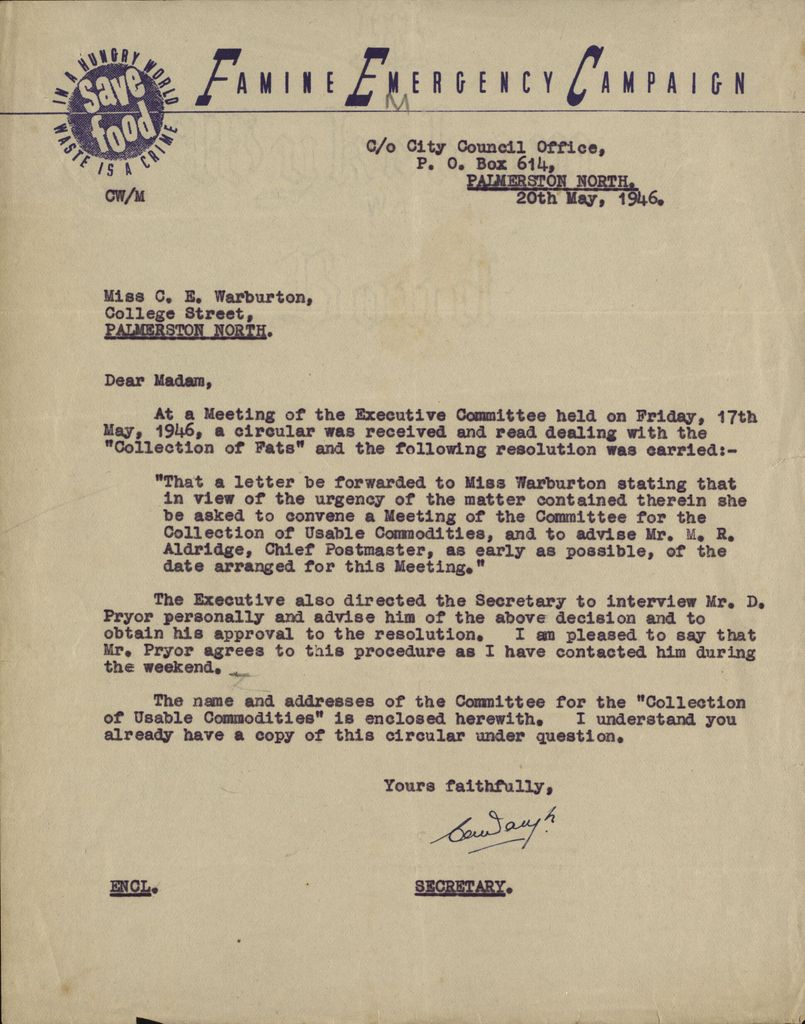 IN A HUNGRY WORLD
Save
food
WASTE IS A CRIME
FAMINE EMERGENCY CAMPAIGN
M
C/o City Council Office,
P. O. Box 614,
PALMERSTON NORTH.
20th May, 1946.
CW/M
Miss C. E. Warburton,
College Street,
PALMERSTON NORTH.
Dear Madam,
At a Meeting of the Executive Committee held on Friday, 17th
May, 1946, a circular was received and read dealing with the
"Collection of Fats" and the following resolution was carried:-
"That a letter be forwarded to Miss Warburton stating that
in view of the urgency of the matter contained therein she
be asked to convene a Meeting of the Committee for the
Collection of Usable Commodities, and to advise Mr. M. R.
Aldridge, Chief Postmaster, as early as possible, of the
date arranged for this Meeting."
The Executive also directed the Secretary to interview Mr. D.
Pryor personally and advise him of the above decision and to
obtain his approval to the resolution. I am pleased to say that
Mr. Pryor agrees to this procedure as I have contacted him during
the weekend.
The name and addresses of the Committee for the "Collection
of Usable Commodities" is enclosed herewith. I understand you
already have a copy of this circular under question.
Yours faithfully,
ENCL.
SECRETARY.